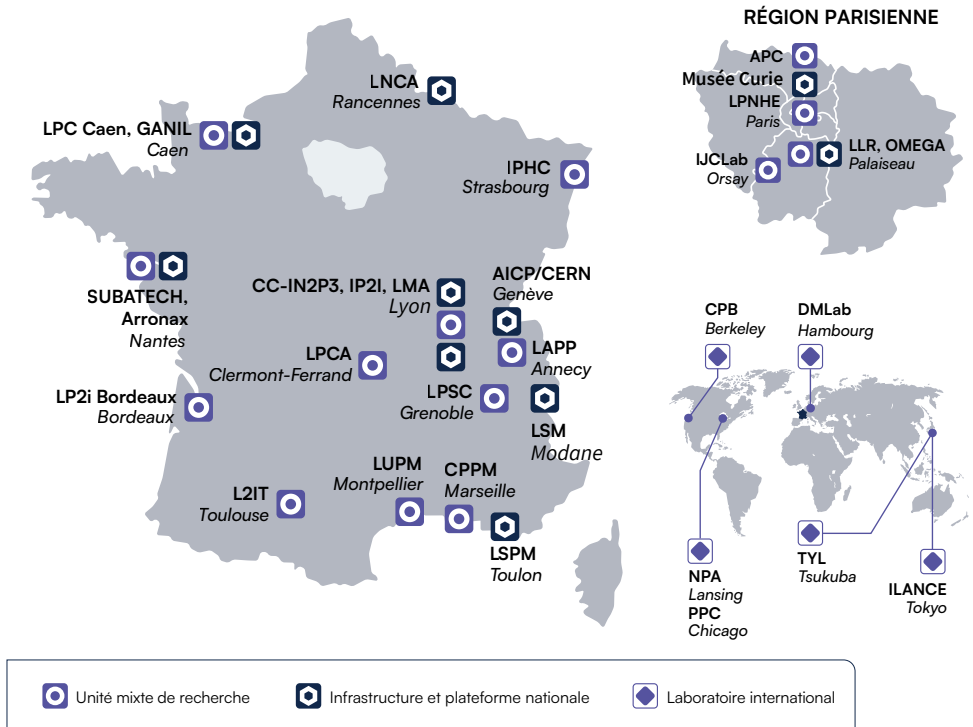 RÉGION PARISIENNE
APC
Musée Curie
LPNHE
Paris
IJCLab
Orsay
LLR, OMEGA
Palaiseau
LNCA
Rancennes
LPC Caen, GANIL
Caen
IPHC
Strasbourg
SUBATECH,
Arronax
Nantes
CC-IN2P3, IP2I, LMA
Lyon
AICP/CERN
Genève
LAPP
Annecy
LPCA
Clermont-Ferrand
LPSC
Grenoble
LSM
Modane
LP2i Bordeaux
Bordeaux
L2IT
Toulouse
LUPM
Montpellier
CPPM
Marseille
LSPM
Toulon
CPB
Berkeley
DMLab
Hambourg
NPA
Lansing
PPC
Chicago
TYL
Tsukuba
ILANCE
Tokyo
Unité mixte de recherche
Infrastructure et plateforme nationale
Laboratoire international